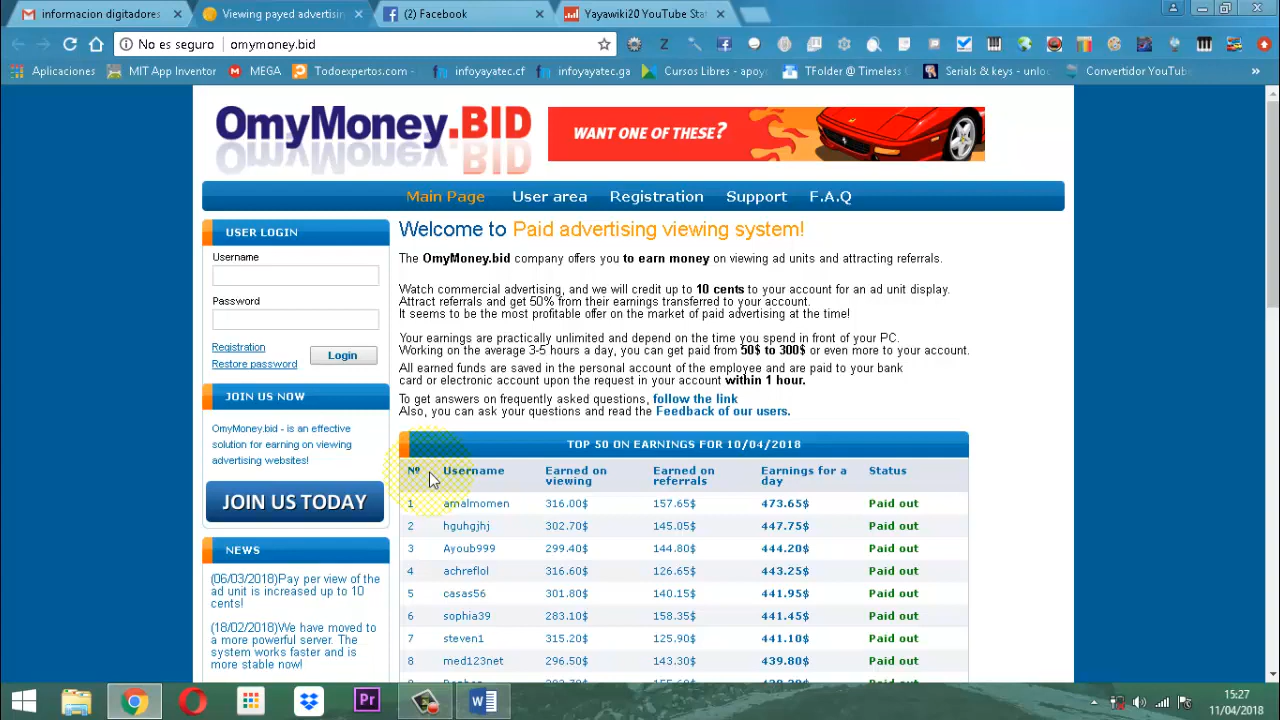 informacion digitadores
Viewing payed advertisin
(2) Facebook
Yayawiki20 YouTube Stat
No es seguro
omymoney.bid
Aplicaciones
MIT App Inventor
MEGA
Todoexpertos.com -
infoyayatec.cf
infoyayatec.ga
Cursos Libres - apoyo
TFolder @ Timeless
Serials & keys - unloc
Convertidor YouTube
»
OmyMoney.BID
WANT ONE OF THESE?
Main Page
User area
Registration
Support
F.A.Q
USER LOGIN
Username
Password
Registration
Restore password
Login
JOIN US NOW
OmyMoney.bid - is an effective
solution for earning on viewing
advertising websites!
JOIN US TODAY
NEWS
(06/03/2018)Pay per view of the
ad unit is increased up to 10
cents!
(18/02/2018)We have moved to
a more powerful server. The
system works faster and is
more stable now!
Welcome to Paid advertising viewing system!
The OmyMoney.bid company offers you to earn money on viewing ad units and attracting referrals.
Watch commercial advertising, and we will credit up to 10 cents to your account for an ad unit display.
Attract referrals and get 50% from their earnings transferred to your account.
It seems to be the most profitable offer on the market of paid advertising at the time!
Your earnings are practically unlimited and depend on the time you spend in front of your PC.
Working on the average 3-5 hours a day, you can get paid from 50$ to 300$ or even more to your account.
All earned funds are saved in the personal account of the employee and are paid to your bank
card or electronic account upon the request in your account within 1 hour.
To get answers on frequently asked questions, follow the link
Also, you can ask your questions and read the Feedback of our users.
TOP 50 ON EARNINGS FOR 10/04/2018
Nº Username Earned on viewing Earned on referrals Earnings for a day Status
1 amalmomen 316.00$ 157.65$ 473.65$ Paid out
2 hguhgjhj 302.70$ 145.05$ 447.75$ Paid out
3 Ayoub999 299.40$ 144.80$ 444.20$ Paid out
4 achreflol 316.60$ 126.65$ 443.25$ Paid out
5 casas56 301.80$ 140.15$ 441.95$ Paid out
6 sophia39 283.10$ 158.35$ 441.45$ Paid out
7 steven1 315.20$ 125.90$ 441.10$ Paid out
8 med123net 296.50$ 143.30$ 439.80$ Paid out
15:27
11/04/2018